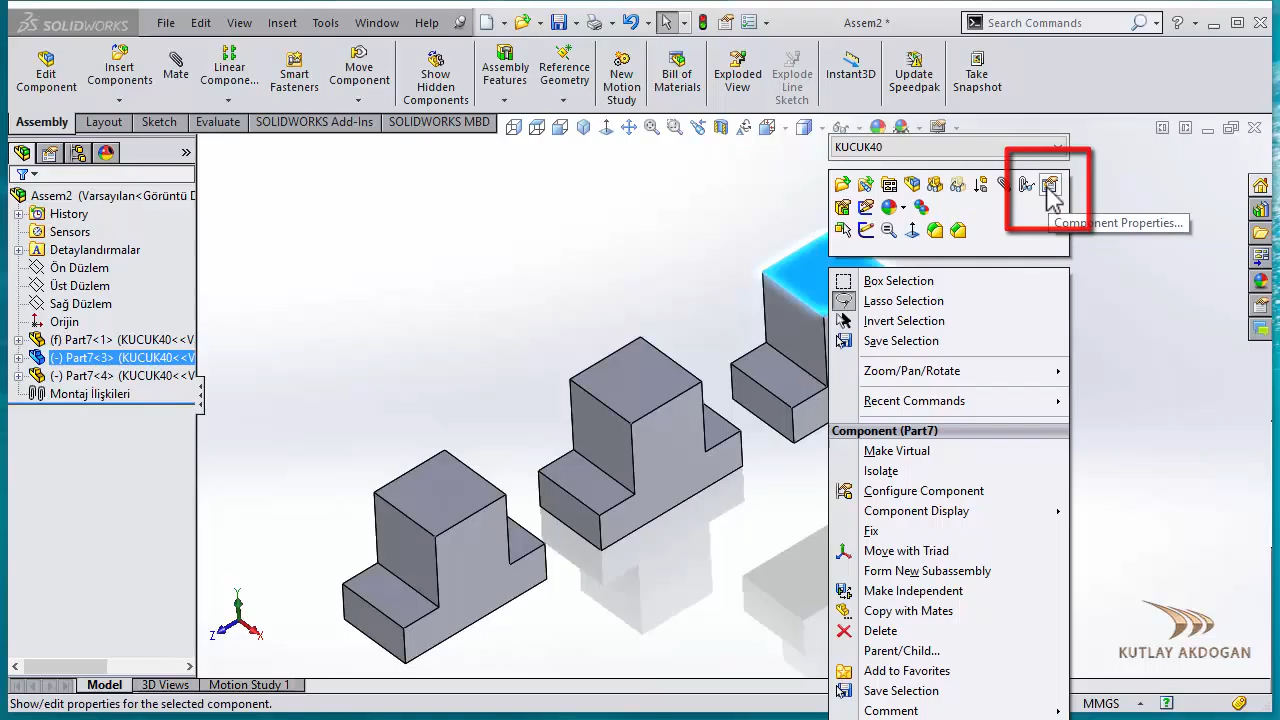 SOLIDWORKS File Edit View Insert Tools Window Help Assem2 * Search Commands ?
Edit Component
Insert Components
Mate
Linear Compone...
Smart Fasteners
Move Component
Show Hidden Components
Assembly Features
Reference Geometry
New Motion Study
Bill of Materials
Exploded View
Explode Line Sketch
Instant3D
Update Speedpak
Take Snapshot
Assembly Layout Sketch Evaluate SOLIDWORKS Add-Ins SOLIDWORKS MBD
KUCUK40
Component Properties...
Assem2 (Varsayılan<Görüntü D
History
Sensors
Detaylandırmalar
Ön Düzlem
Üst Düzlem
Sağ Düzlem
Orijin
(f) Part7<1> (KUCUK40<<V
(-) Part7<3> (KUCUK40<<V
(-) Part7<4> (KUCUK40<<V
Montaj İlişkileri
Box Selection
Lasso Selection
Invert Selection
Save Selection
Zoom/Pan/Rotate
Recent Commands
Component (Part7)
Make Virtual
Isolate
Configure Component
Component Display
Fix
Move with Triad
Form New Subassembly
Make Independent
Copy with Mates
Delete
Parent/Child...
Add to Favorites
Save Selection
Comment
Y
Z X
KUTLAY AKDOGAN
Model 3D Views Motion Study 1
Show/edit properties for the selected component. MMGS ?